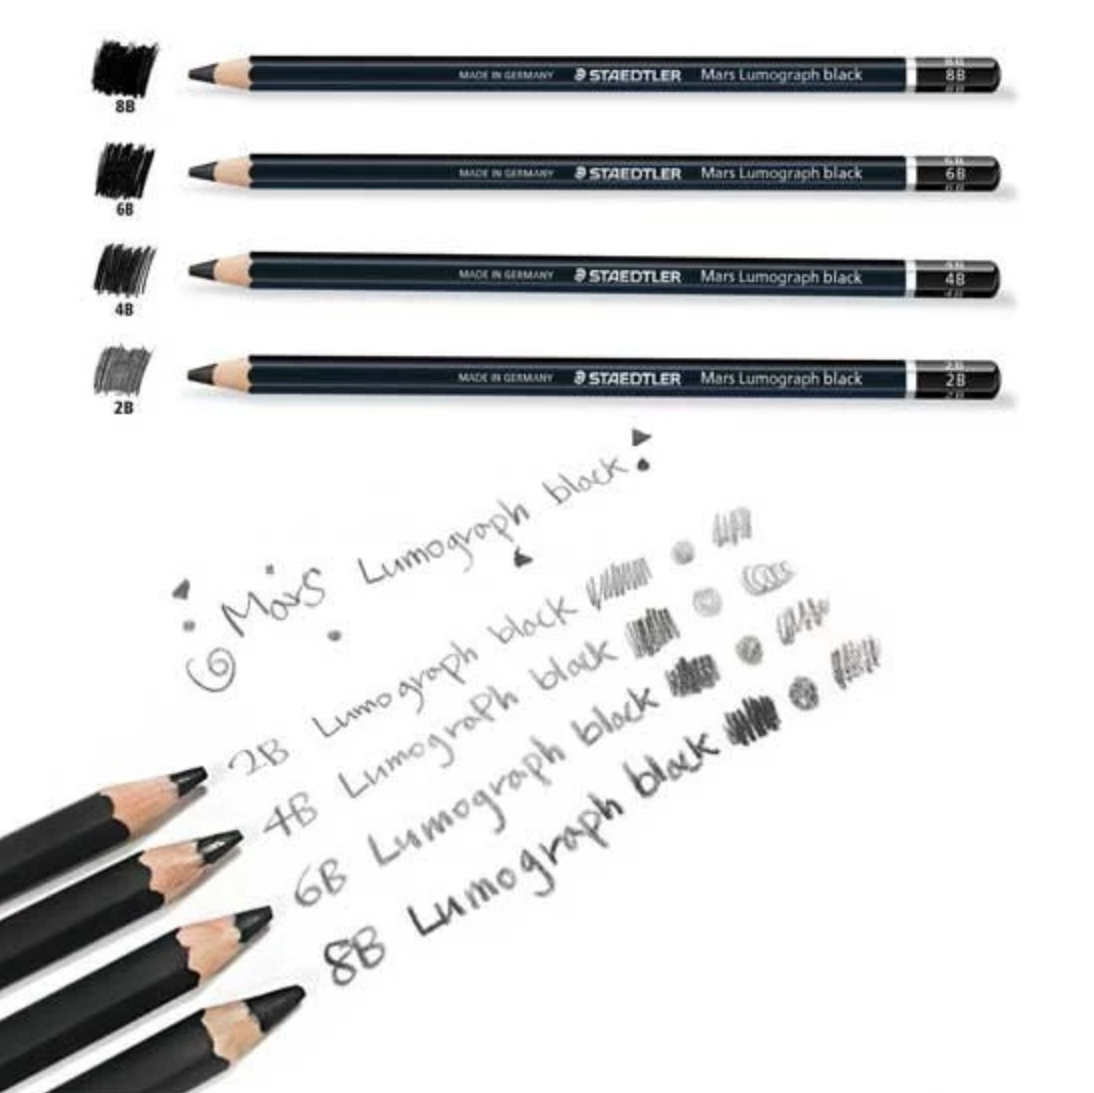 8B
MADE IN GERMANY STAEDTLER Mars Lumograph black 8B
6B
MADE IN GERMANY STAEDTLER Mars Lumograph black 6B
4B
MADE IN GERMANY STAEDTLER Mars Lumograph black 4B
2B
MADE IN GERMANY STAEDTLER Mars Lumograph black 2B
Mars Lumograph black
2B Lumograph black
4B Lumograph black
6B Lumograph black
8B Lumograph black